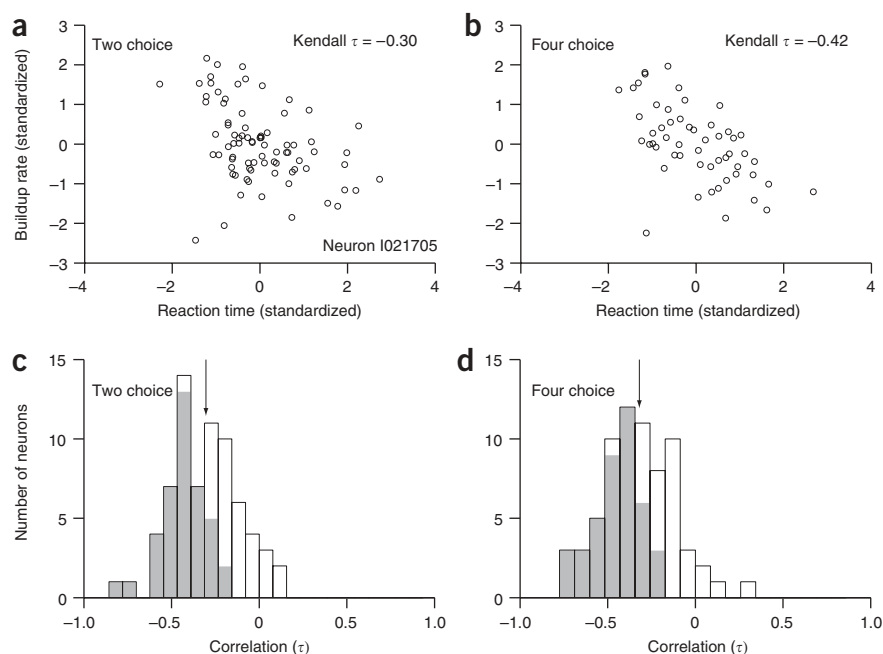 a
b
Two choice
Kendall τ = –0.30
Four choice
Kendall τ = –0.42
Buildup rate (standardized)
3
2
1
0
–1
–2
–3
3
2
1
0
–1
–2
–3
Neuron I021705
–4
–2
0
2
4
–4
–2
0
2
4
Reaction time (standardized)
Reaction time (standardized)
c
d
Two choice
Four choice
Number of neurons
15
10
5
0
15
10
5
0
–1.0
–0.5
0
0.5
1.0
–1.0
–0.5
0
0.5
1.0
Correlation (τ)
Correlation (τ)